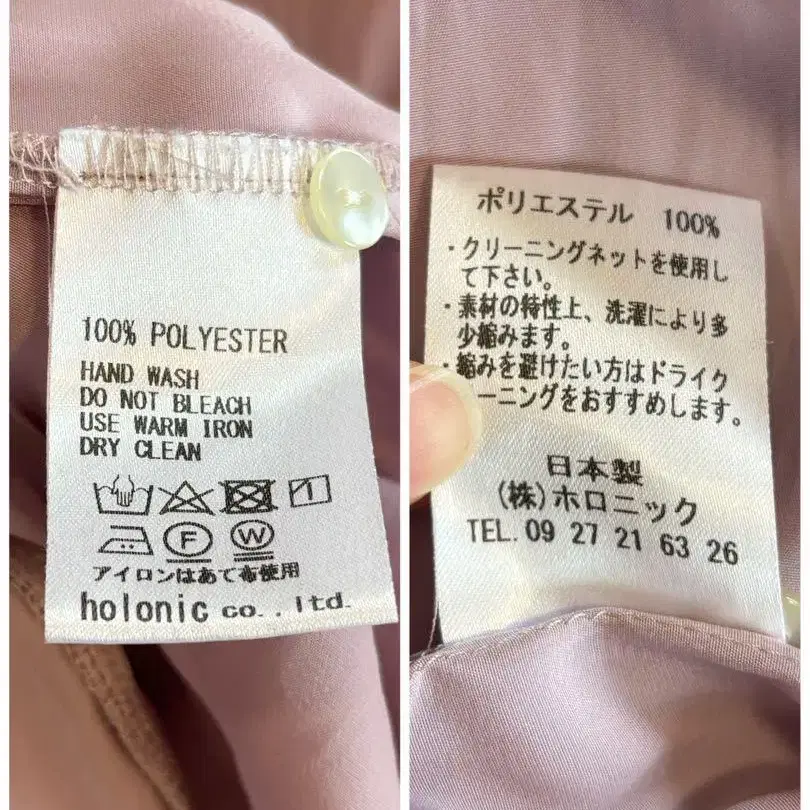 100% POLYESTER
HAND WASH
DO NOT BLEACH
USE WARM IRON
DRY CLEAN
F W
アイロンはあて布使用
holonic co.,ltd.
ポリエステル 100%
・クリーニングネットを使用し
て下さい。
・素材の特性上、洗濯により多
少縮みます。
・縮みを避けたい方はドライク
ーニングをおすすめします。
日本製
(株)ホロニック
TEL.09 27 21 63 26